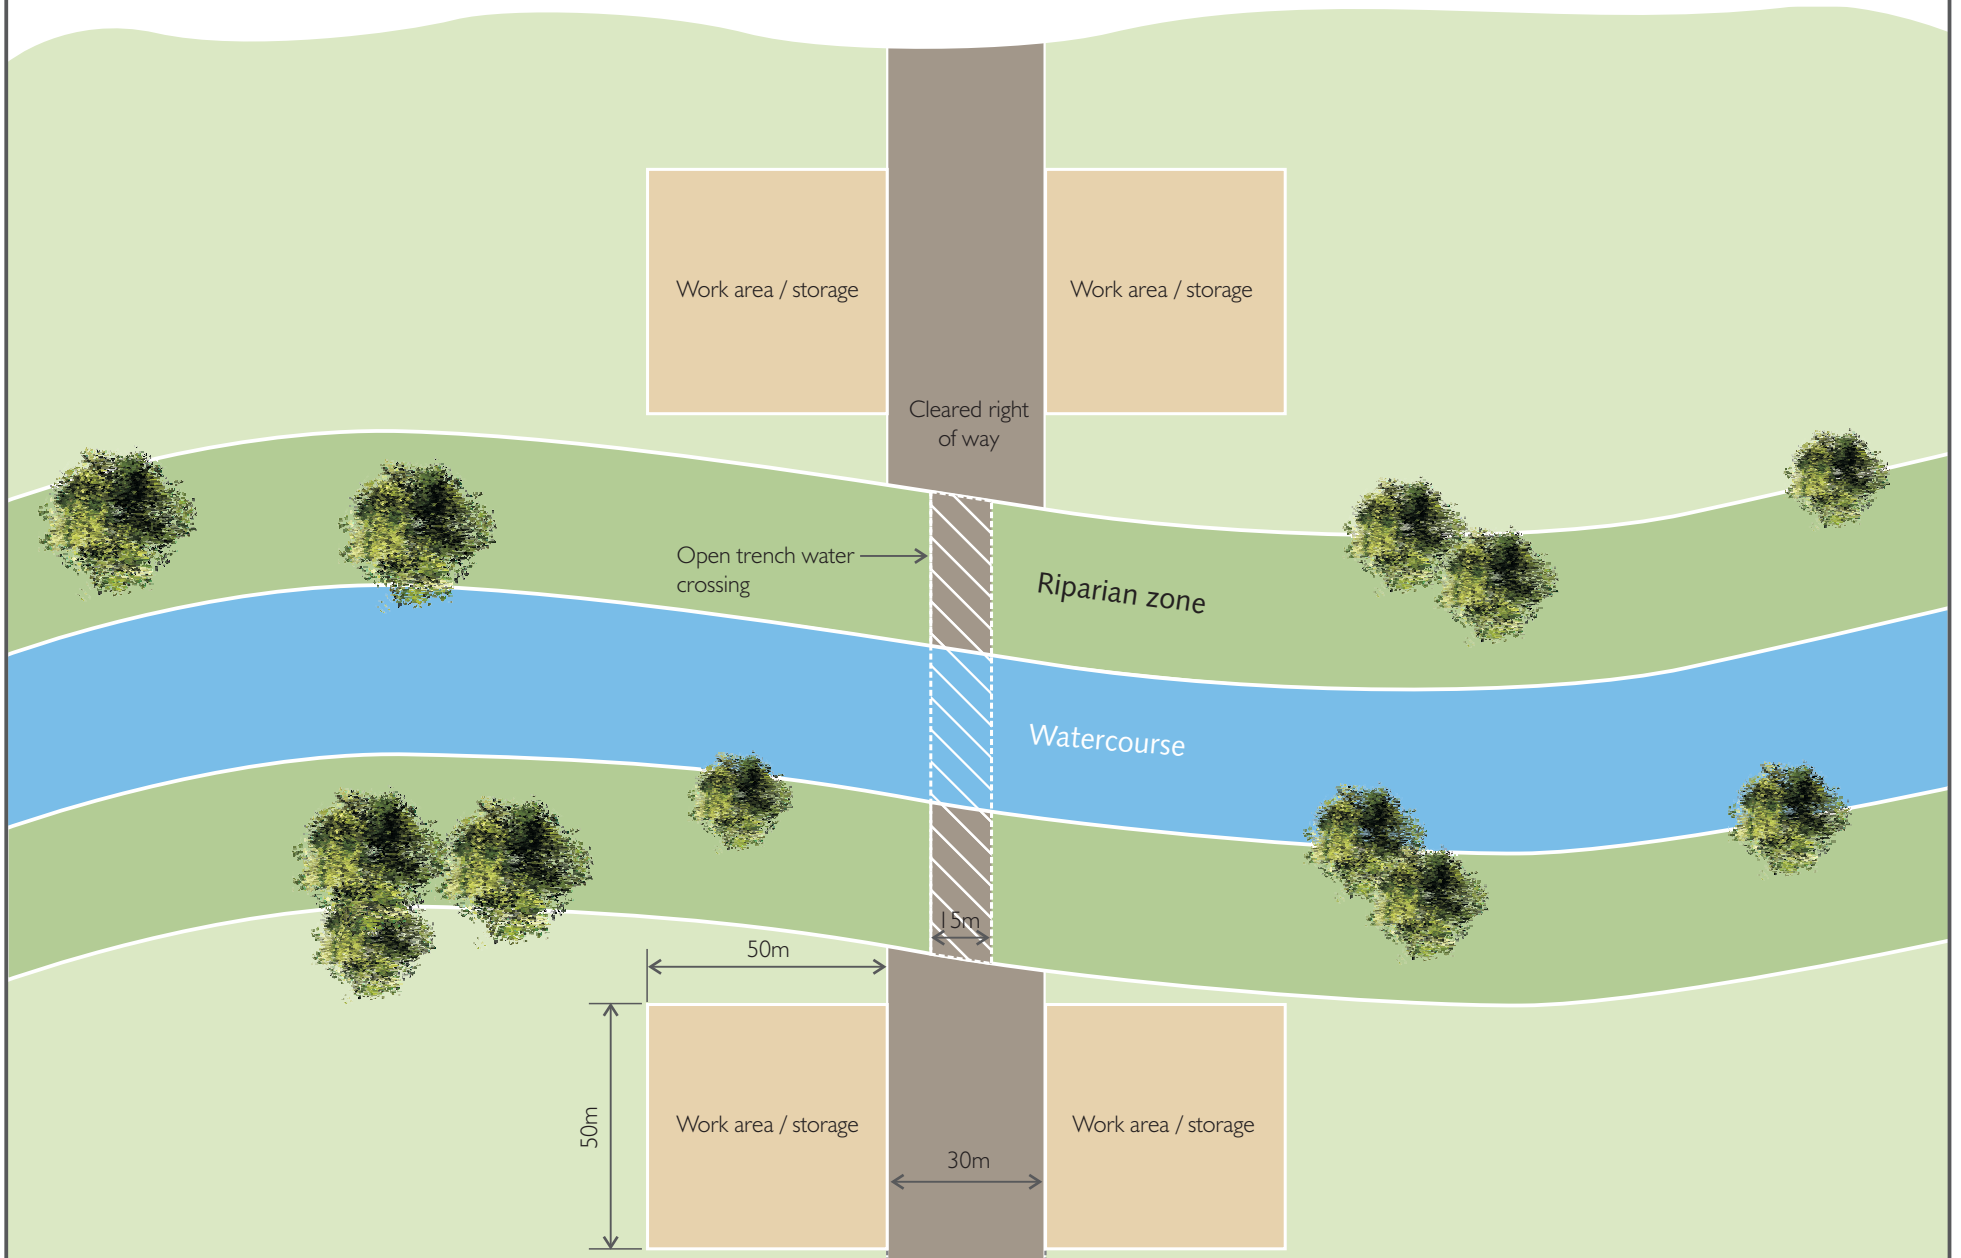 Work area / storage
Work area / storage
Cleared right
of way
Open trench water
crossing
Riparian zone
Watercourse
15m
50m
50m
Work area / storage
Work area / storage
30m